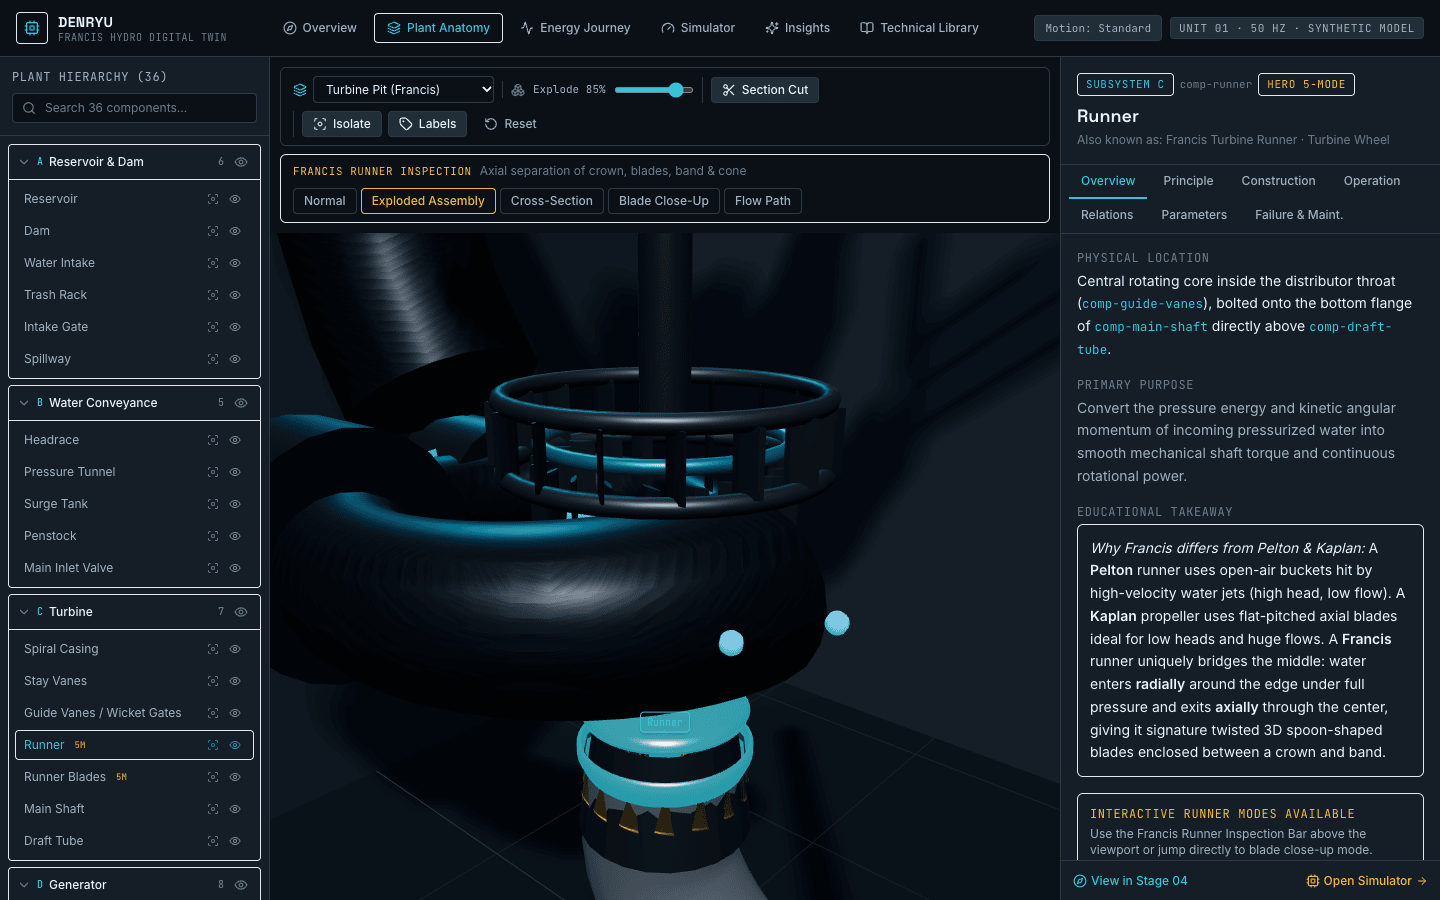 DENRYU
FRANCIS HYDRO DIGITAL TWIN
Overview
Plant Anatomy
Energy Journey
Simulator
Insights
Technical Library
Motion: Standard
UNIT 01 · 50 HZ · SYNTHETIC MODEL
PLANT HIERARCHY (36)
Search 36 components...
A Reservoir & Dam 6
Reservoir
Dam
Water Intake
Trash Rack
Intake Gate
Spillway
B Water Conveyance 5
Headrace
Pressure Tunnel
Surge Tank
Penstock
Main Inlet Valve
C Turbine 7
Spiral Casing
Stay Vanes
Guide Vanes / Wicket Gates
Runner 5M
Runner Blades 5M
Main Shaft
Draft Tube
D Generator 8
Turbine Pit (Francis)
Explode 85%
Section Cut
Isolate
Labels
Reset
FRANCIS RUNNER INSPECTION Axial separation of crown, blades, band & cone
Normal
Exploded Assembly
Cross-Section
Blade Close-Up
Flow Path
Runner
SUBSYSTEM C comp-runner HERO 5-MODE
Runner
Also known as: Francis Turbine Runner · Turbine Wheel
Overview
Principle
Construction
Operation
Relations
Parameters
Failure & Maint.
PHYSICAL LOCATION
Central rotating core inside the distributor throat
(comp-guide-vanes), bolted onto the bottom flange
of comp-main-shaft directly above comp-draft-
tube.
PRIMARY PURPOSE
Convert the pressure energy and kinetic angular
momentum of incoming pressurized water into
smooth mechanical shaft torque and continuous
rotational power.
EDUCATIONAL TAKEAWAY
Why Francis differs from Pelton & Kaplan: A
Pelton runner uses open-air buckets hit by
high-velocity water jets (high head, low flow). A
Kaplan propeller uses flat-pitched axial blades
ideal for low heads and huge flows. A Francis
runner uniquely bridges the middle: water
enters radially around the edge under full
pressure and exits axially through the center,
giving it signature twisted 3D spoon-shaped
blades enclosed between a crown and band.
INTERACTIVE RUNNER MODES AVAILABLE
Use the Francis Runner Inspection Bar above the
viewport or jump directly to blade close-up mode.
View in Stage 04
Open Simulator →